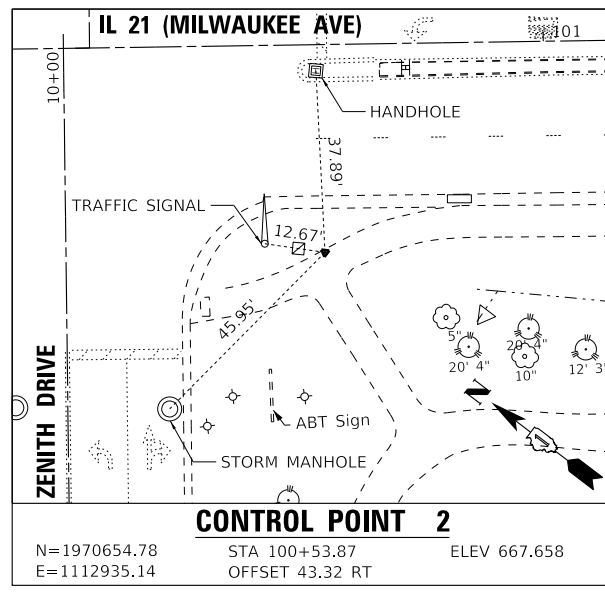 IL 21 (MILWAUKEE AVE)
101
10+00
HANDHOLE
37.89'
TRAFFIC SIGNAL
12.67'
45.95'
5"
20' 4"
20' 4"
10"
12' 3"
ZENITH DRIVE
ABT Sign
STORM MANHOLE
CONTROL POINT 2
N=1970654.78 STA 100+53.87 ELEV 667.658
E=1112935.14 OFFSET 43.32 RT